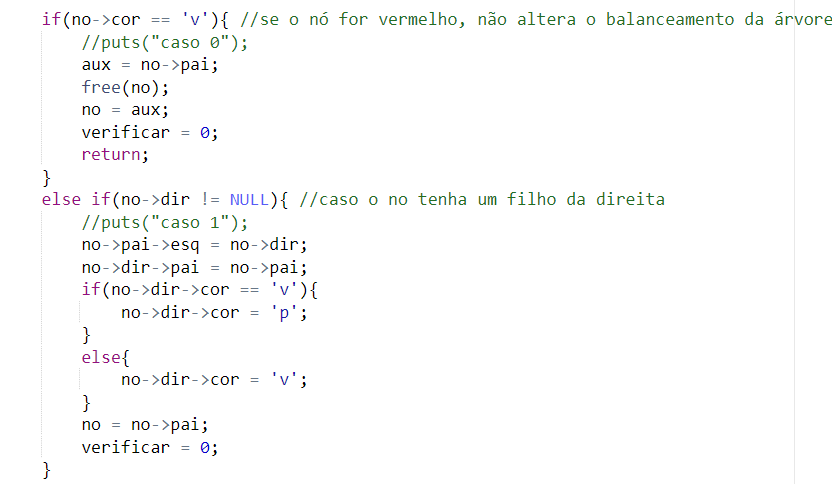 if(no->cor == 'v'){ //se o nó for vermelho, não altera o balanceamento da árvore
//puts("caso 0");
aux = no->pai;
free(no);
no = aux;
verificar = 0;
return;
}
else if(no->dir != NULL){ //caso o no tenha um filho da direita
//puts("caso 1");
no->pai->esq = no->dir;
no->dir->pai = no->pai;
if(no->dir->cor == 'v'){
no->dir->cor = 'p';
}
else{
no->dir->cor = 'v';
}
no = no->pai;
verificar = 0;
}